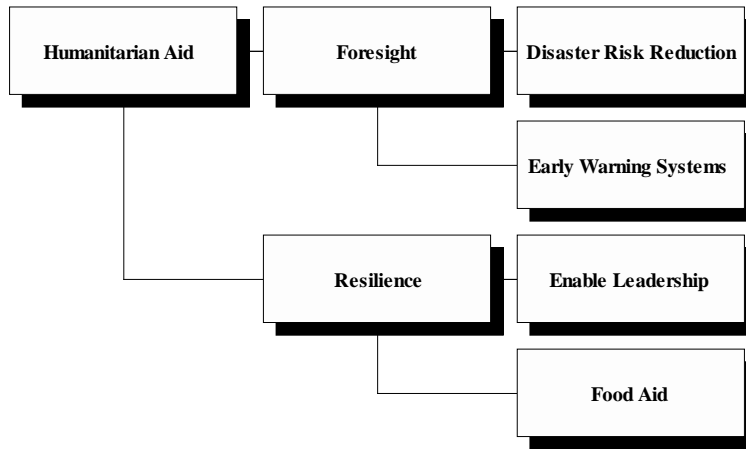 Humanitarian Aid
Foresight
Disaster Risk Reduction
Early Warning Systems
Resilience
Enable Leadership
Food Aid